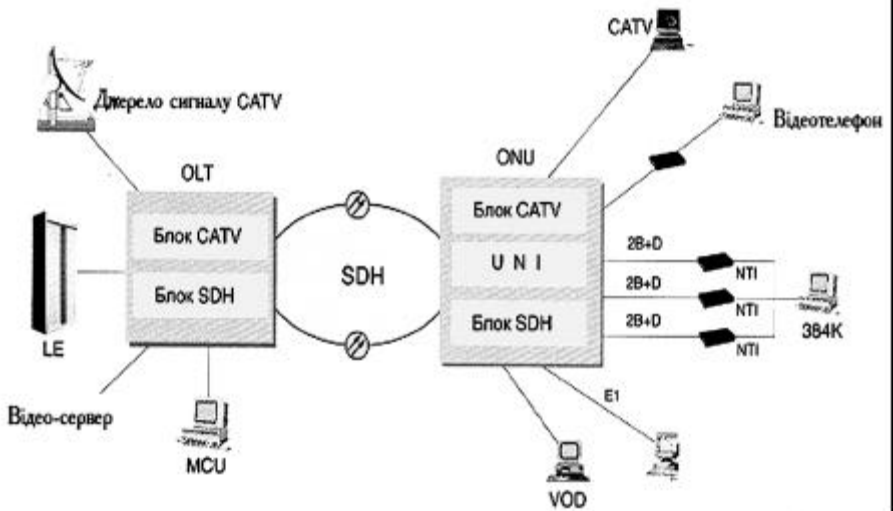 CATV
Джерело сигналу CATV
Відеотелефон
OLT
ONU
Блок CATV
Блок SDH
SDH
Блок CATV
U N I
Блок SDH
2B+D
NTI
2B+D
NTI
2B+D
NTI
384K
LE
Відео-сервер
MCU
E1
VOD